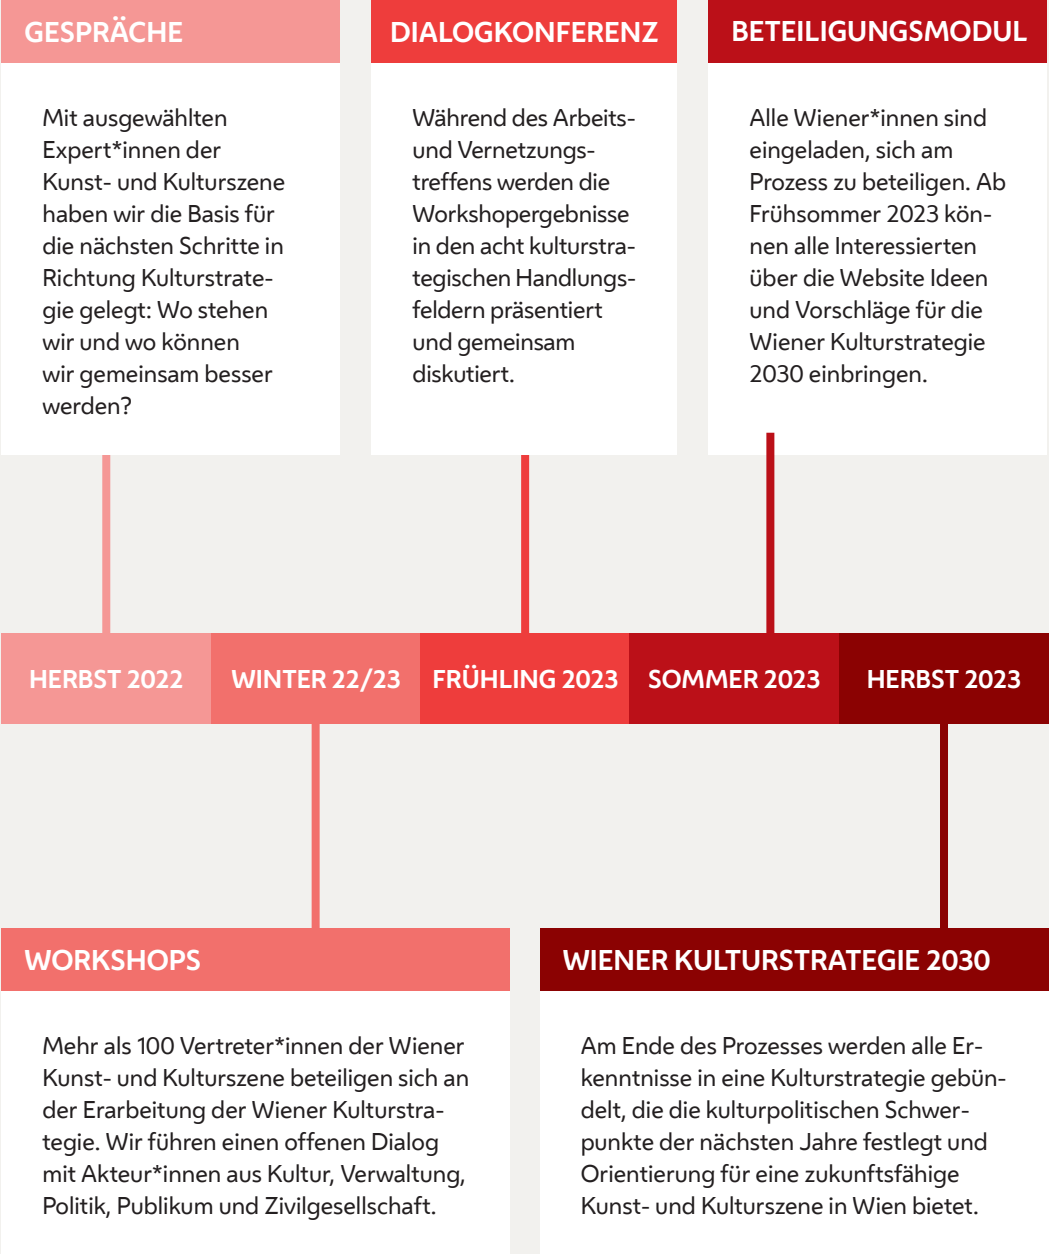 GESPRÄCHE
Mit ausgewählten
Expert*innen der
Kunst- und Kulturszene
haben wir die Basis für
die nächsten Schritte in
Richtung Kulturstrate-
gie gelegt: Wo stehen
wir und wo können
wir gemeinsam besser
werden?
DIALOGKONFERENZ
Während des Arbeits-
und Vernetzungs-
treffens werden die
Workshopergebnisse
in den acht kulturstra-
tegischen Handlungs-
feldern präsentiert
und gemeinsam
diskutiert.
BETEILIGUNGSMODUL
Alle Wiener*innen sind
eingeladen, sich am
Prozess zu beteiligen. Ab
Frühsommer 2023 kön-
nen alle Interessierten
über die Website Ideen
und Vorschläge für die
Wiener Kulturstrategie
2030 einbringen.
HERBST 2022
WINTER 22/23
FRÜHLING 2023
SOMMER 2023
HERBST 2023
WORKSHOPS
Mehr als 100 Vertreter*innen der Wiener
Kunst- und Kulturszene beteiligen sich an
der Erarbeitung der Wiener Kulturstra-
tegie. Wir führen einen offenen Dialog
mit Akteur*innen aus Kultur, Verwaltung,
Politik, Publikum und Zivilgesellschaft.
WIENER KULTURSTRATEGIE 2030
Am Ende des Prozesses werden alle Er-
kenntnisse in eine Kulturstrategie gebün-
delt, die die kulturpolitischen Schwer-
punkte der nächsten Jahre festlegt und
Orientierung für eine zukunftsfähige
Kunst- und Kulturszene in Wien bietet.